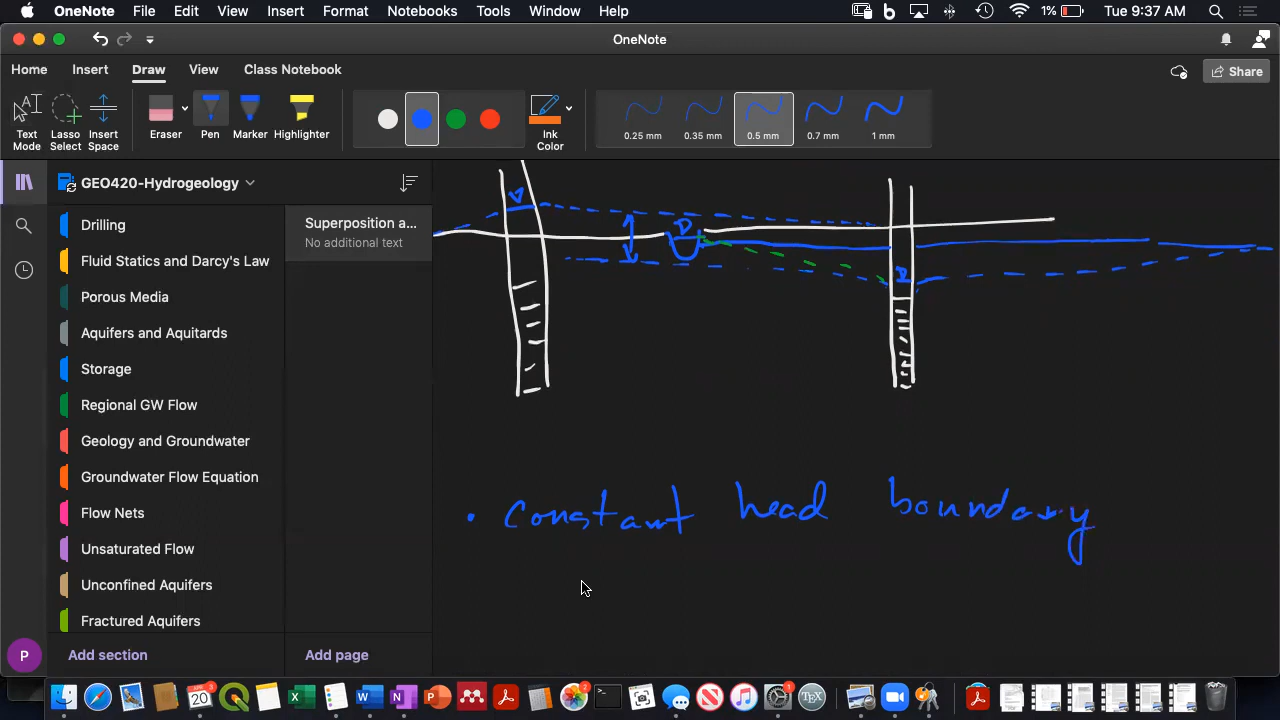 OneNote File Edit View Insert Format Notebooks Tools Window Help 1% Tue 9:37 AM
OneNote
Home Insert Draw View Class Notebook Share
Text Mode
Lasso Select
Insert Space
Eraser
Pen
Marker
Highlighter
Ink Color
0.25 mm
0.35 mm
0.5 mm
0.7 mm
1 mm
GEO420-Hydrogeology
Drilling
Fluid Statics and Darcy's Law
Porous Media
Aquifers and Aquitards
Storage
Regional GW Flow
Geology and Groundwater
Groundwater Flow Equation
Flow Nets
Unsaturated Flow
Unconfined Aquifers
Fractured Aquifers
Add section
Superposition a...
No additional text
Add page
• Constant head boundary
P
20
TEX